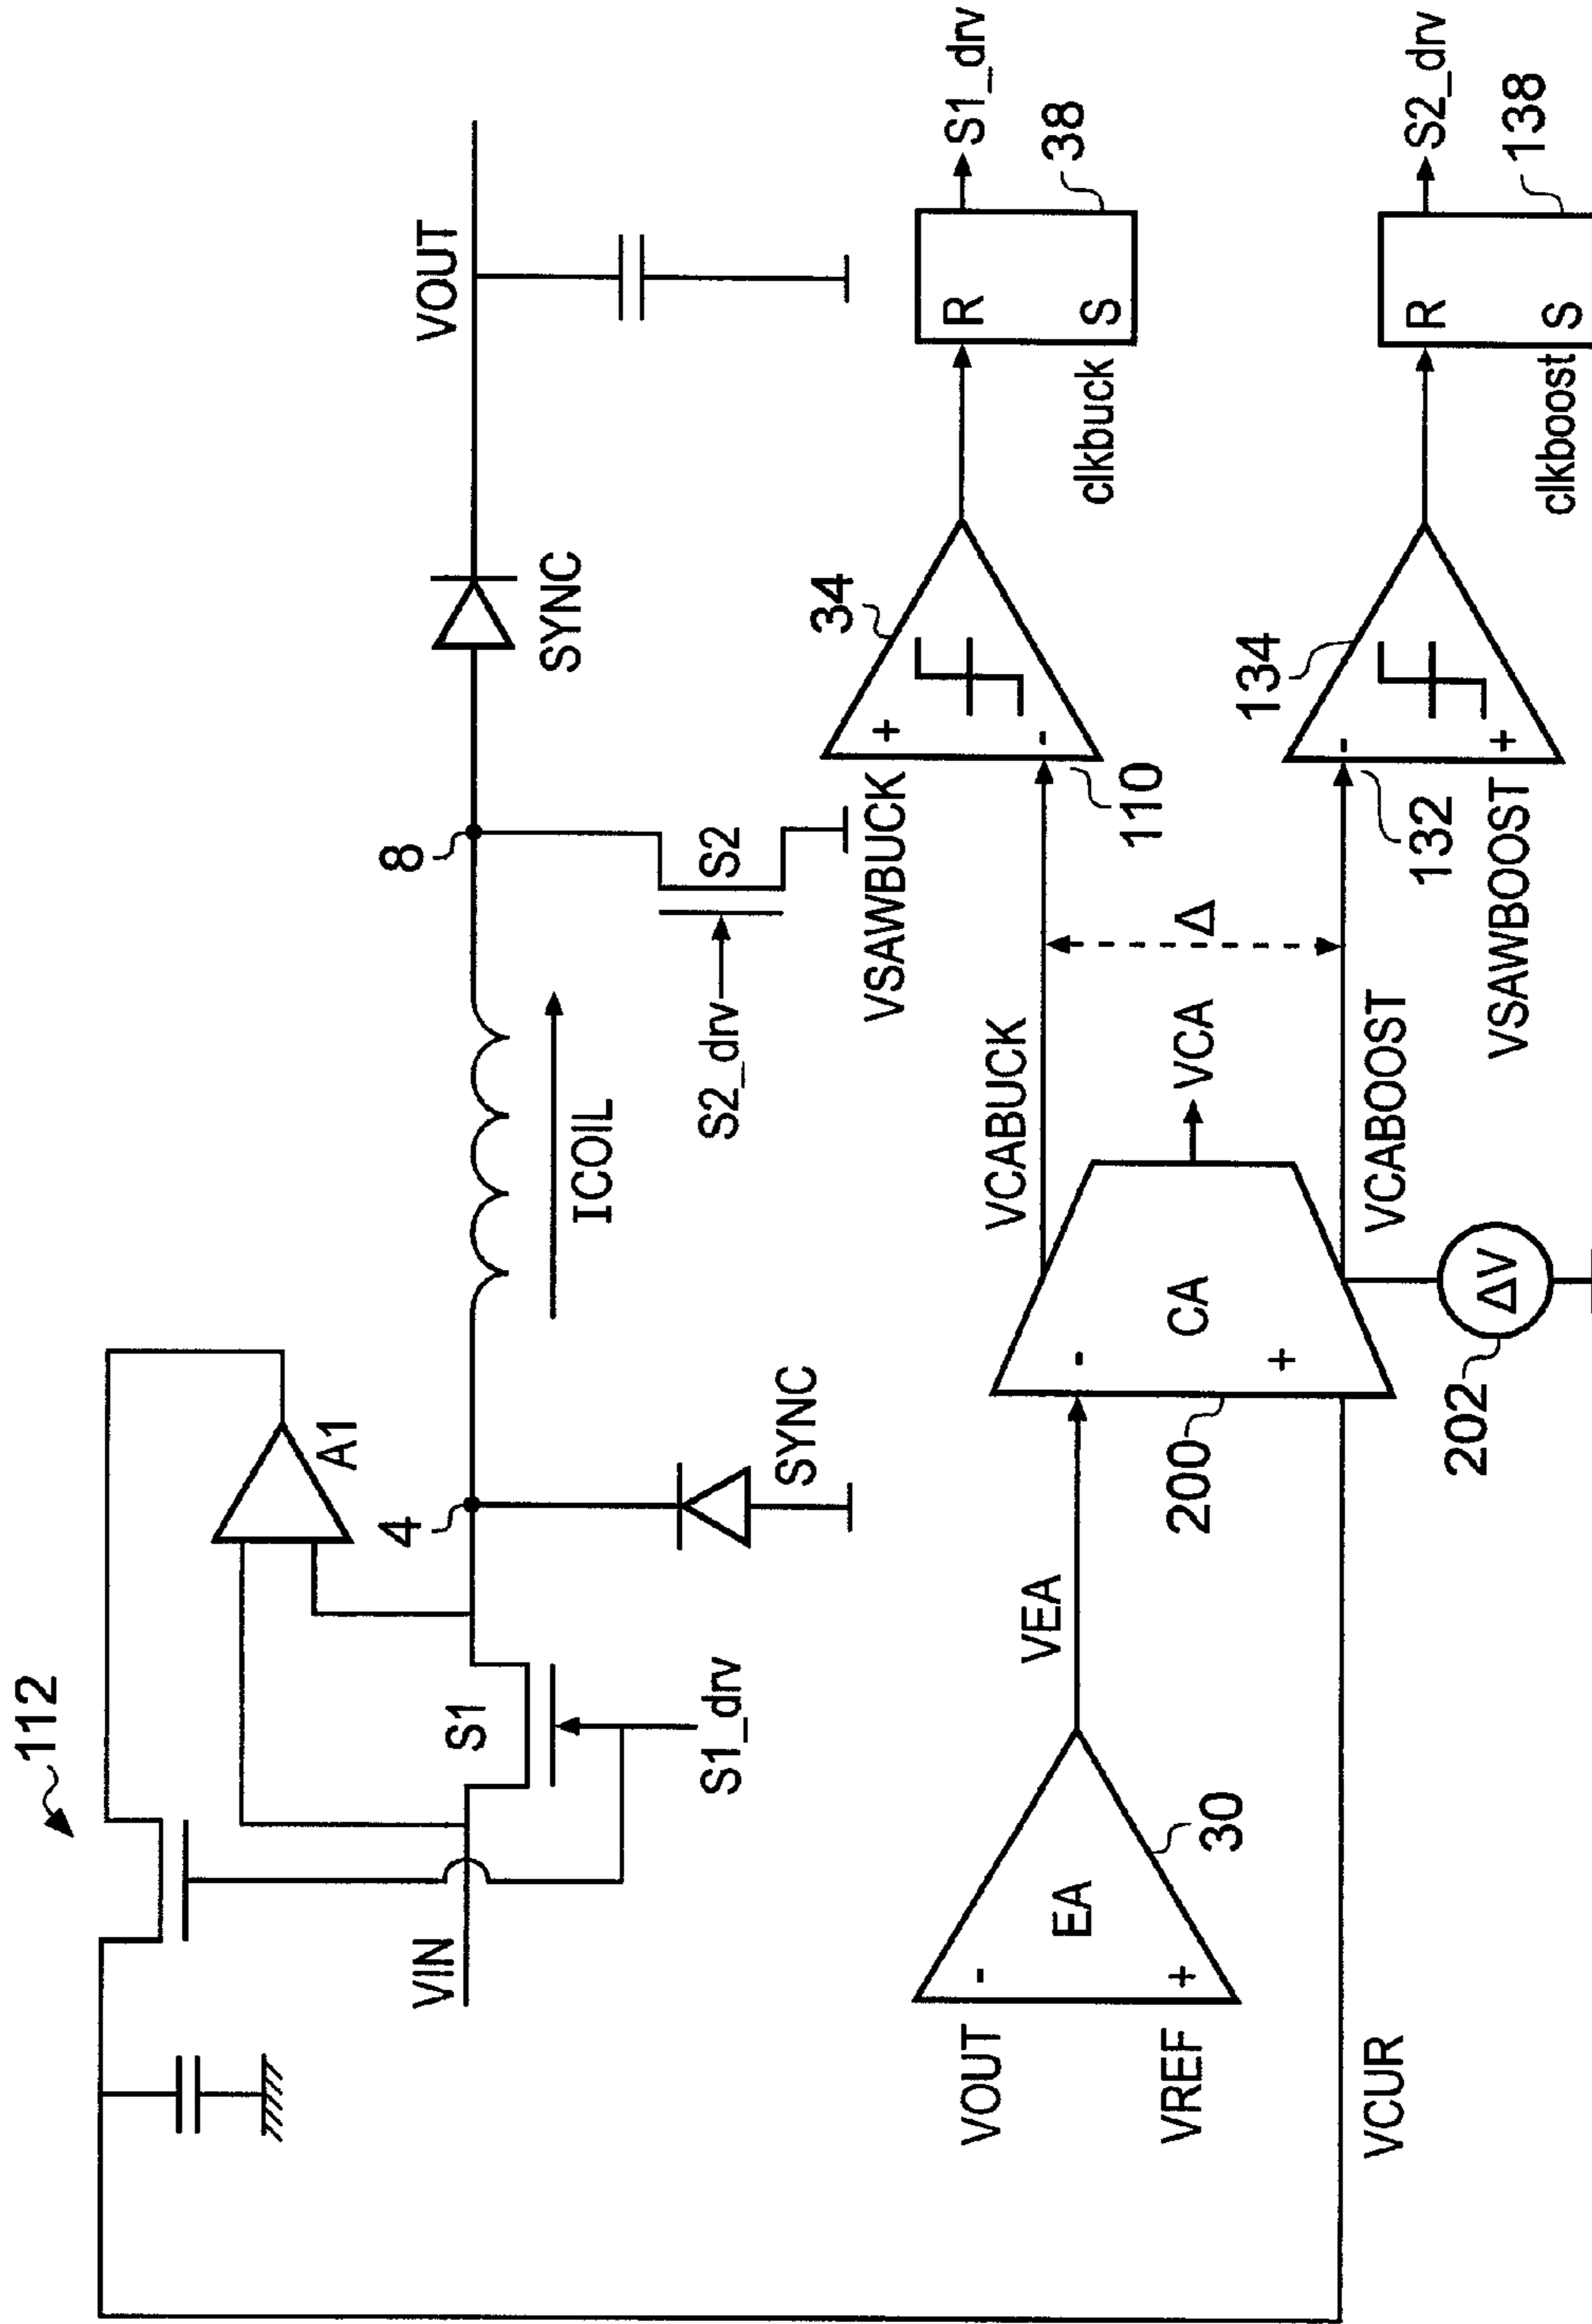 112
A1
VIN
S1
4
8
VOUT
ICOIL
SYNC
S1_drv
SYNC
S2_drv
S2
VSAWBUCK
+
-
34
110
R
S
clkbuck
S1_drv
38
VOUT
VREF
-
+
EA
30
VEA
-
+
CA
200
VCABUCK
VCA
Δ
VCABOOST
VCUR
202
ΔV
-
+
134
132
VSAWBOOST
R
S
clkboost
S2_drv
138